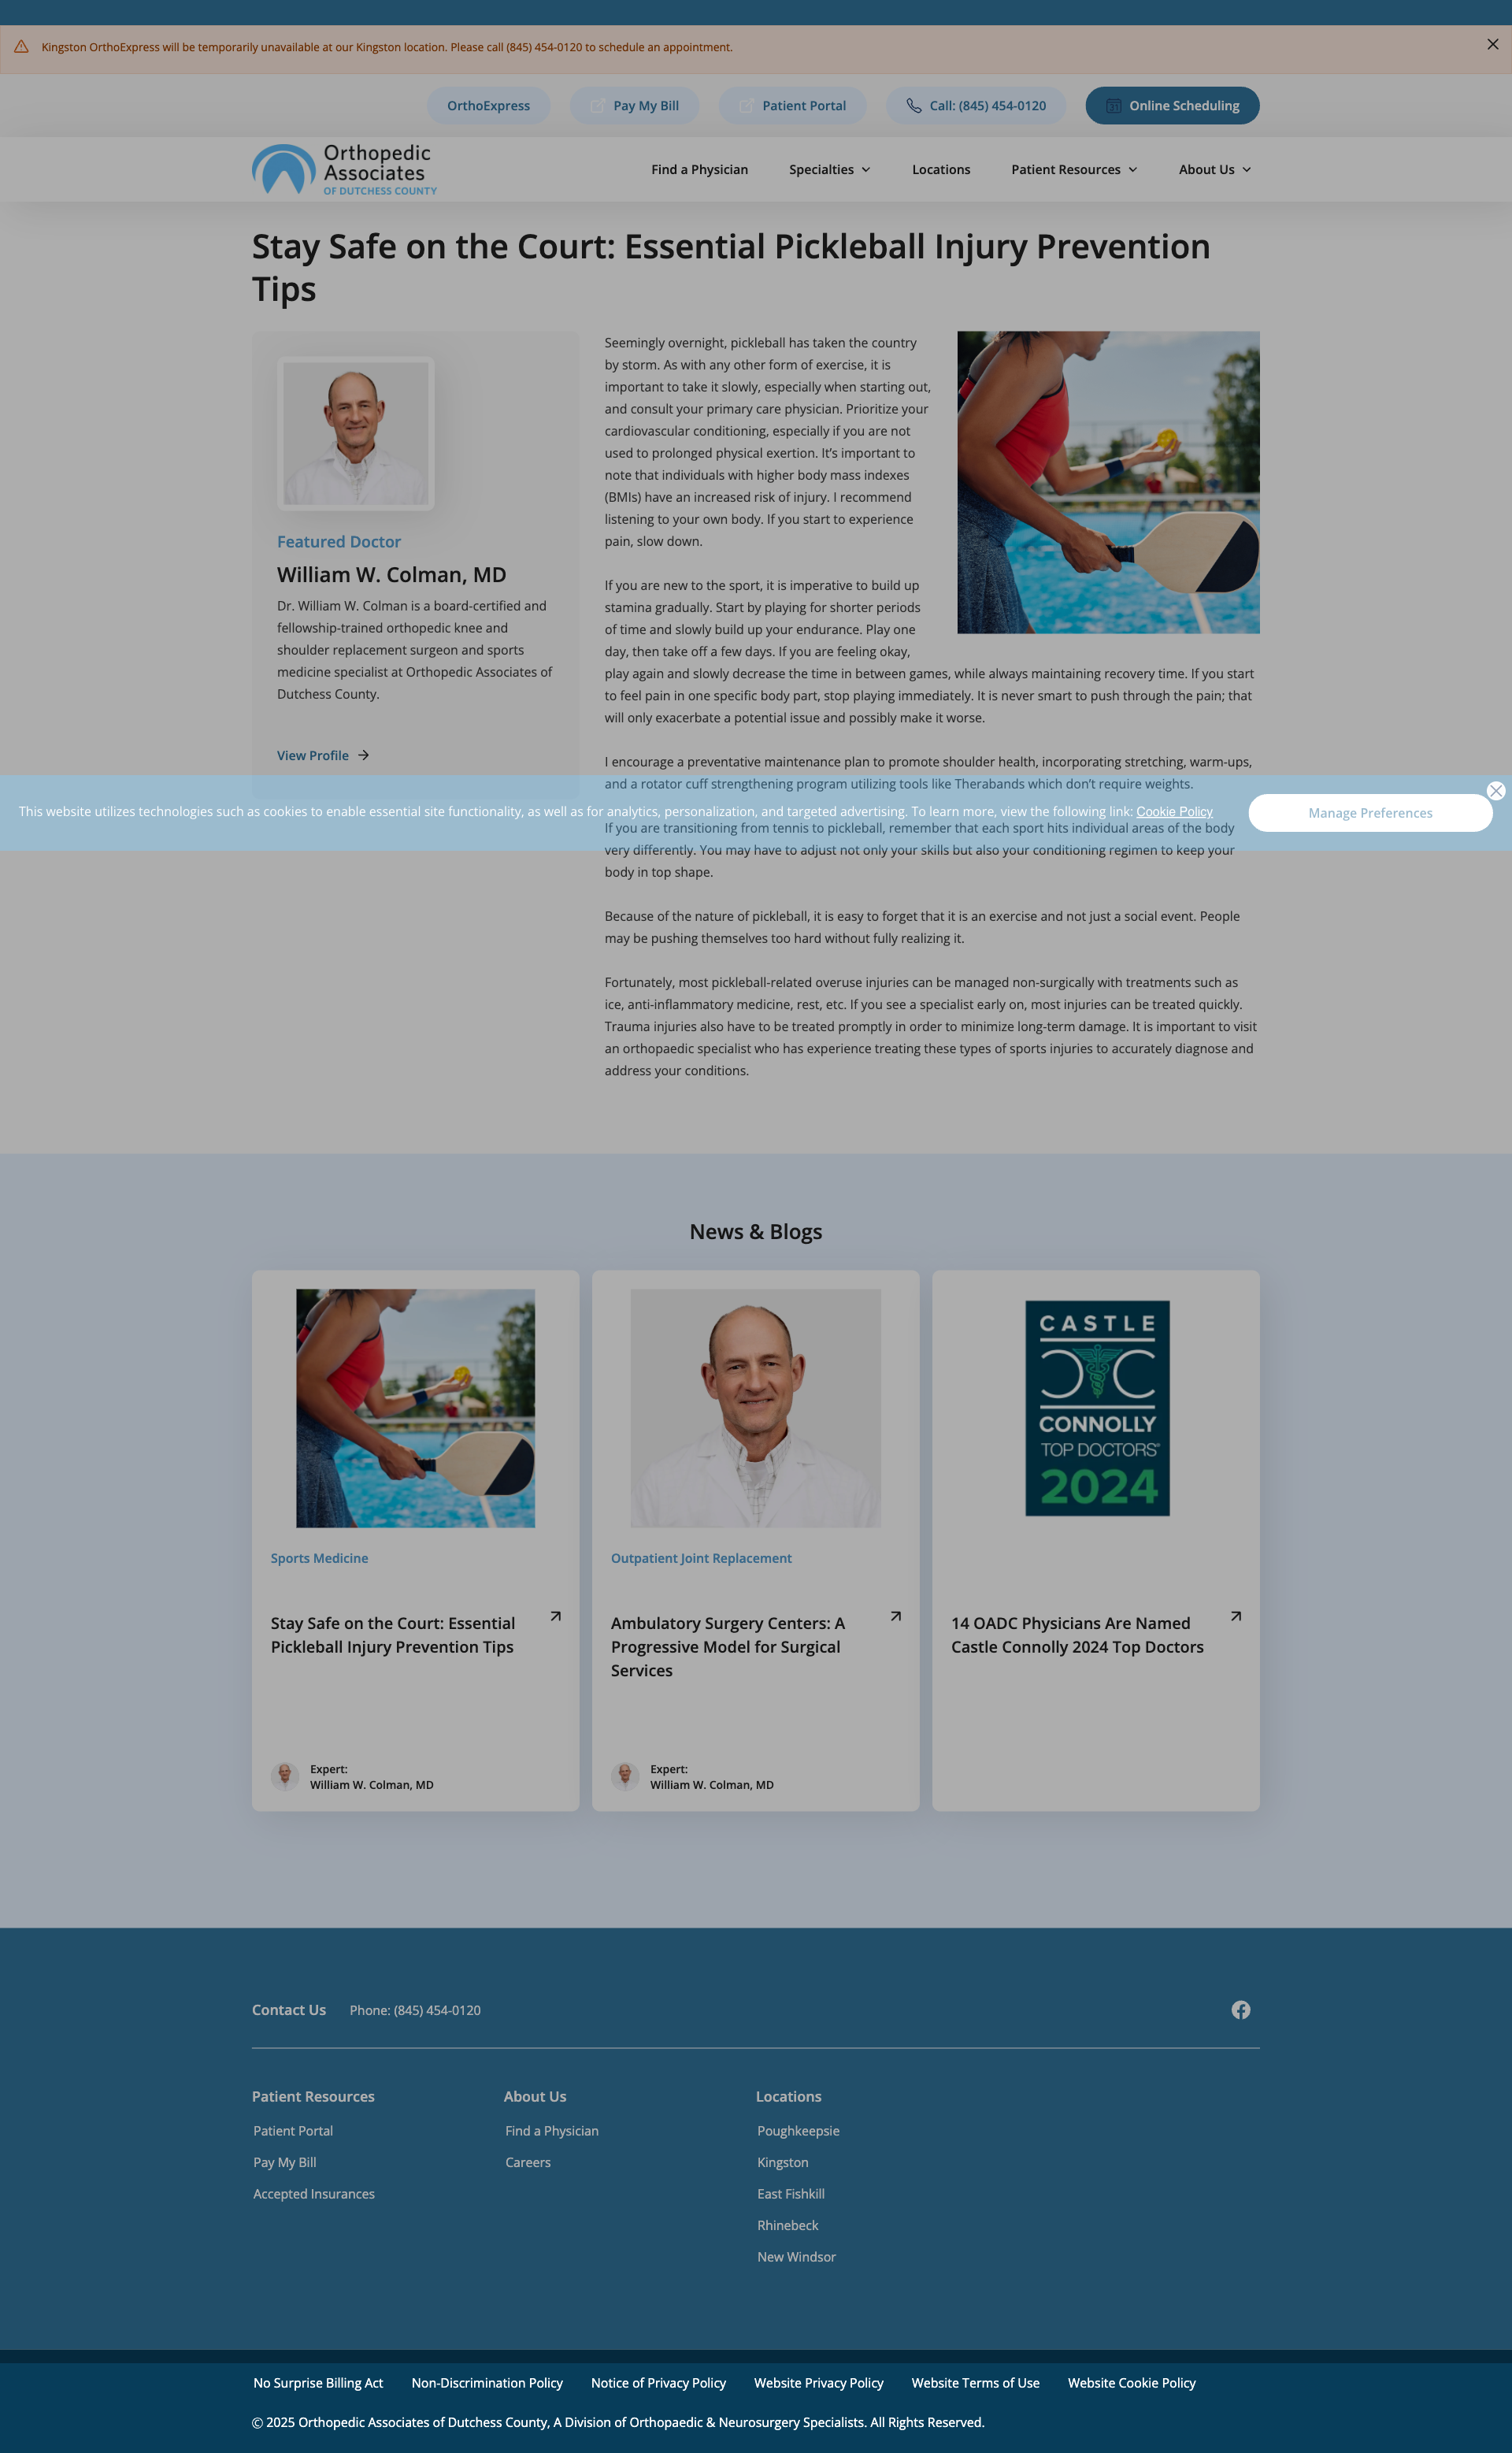 Kingston OrthoExpress will be temporarily unavailable at our Kingston location. Please call (845) 454-0120 to schedule an appointment.
OrthoExpress
Pay My Bill
Patient Portal
Call: (845) 454-0120
31 Online Scheduling
Orthopedic
Associates
OF DUTCHESS COUNTY
Find a Physician
Specialties
Locations
Patient Resources
About Us
Stay Safe on the Court: Essential Pickleball Injury Prevention
Tips
Featured Doctor
William W. Colman, MD
Dr. William W. Colman is a board-certified and
fellowship-trained orthopedic knee and
shoulder replacement surgeon and sports
medicine specialist at Orthopedic Associates of
Dutchess County.
View Profile
Seemingly overnight, pickleball has taken the country
by storm. As with any other form of exercise, it is
important to take it slowly, especially when starting out,
and consult your primary care physician. Prioritize your
cardiovascular conditioning, especially if you are not
used to prolonged physical exertion. It’s important to
note that individuals with higher body mass indexes
(BMIs) have an increased risk of injury. I recommend
listening to your own body. If you start to experience
pain, slow down.
If you are new to the sport, it is imperative to build up
stamina gradually. Start by playing for shorter periods
of time and slowly build up your endurance. Play one
day, then take off a few days. If you are feeling okay,
play again and slowly decrease the time in between games, while always maintaining recovery time. If you start
to feel pain in one specific body part, stop playing immediately. It is never smart to push through the pain; that
will only exacerbate a potential issue and possibly make it worse.
I encourage a preventative maintenance plan to promote shoulder health, incorporating stretching, warm-ups,
and a rotator cuff strengthening program utilizing tools like Therabands which don’t require weights.
This website utilizes technologies such as cookies to enable essential site functionality, as well as for analytics, personalization, and targeted advertising. To learn more, view the following link: Cookie Policy
Manage Preferences
If you are transitioning from tennis to pickleball, remember that each sport hits individual areas of the body
very differently. You may have to adjust not only your skills but also your conditioning regimen to keep your
body in top shape.
Because of the nature of pickleball, it is easy to forget that it is an exercise and not just a social event. People
may be pushing themselves too hard without fully realizing it.
Fortunately, most pickleball-related overuse injuries can be managed non-surgically with treatments such as
ice, anti-inflammatory medicine, rest, etc. If you see a specialist early on, most injuries can be treated quickly.
Trauma injuries also have to be treated promptly in order to minimize long-term damage. It is important to visit
an orthopaedic specialist who has experience treating these types of sports injuries to accurately diagnose and
address your conditions.
News & Blogs
Sports Medicine
Stay Safe on the Court: Essential
Pickleball Injury Prevention Tips
Expert:
William W. Colman, MD
Outpatient Joint Replacement
Ambulatory Surgery Centers: A
Progressive Model for Surgical
Services
Expert:
William W. Colman, MD
CASTLE
CONNOLLY
TOP DOCTORS®
2024
14 OADC Physicians Are Named
Castle Connolly 2024 Top Doctors
Contact Us
Phone: (845) 454-0120
Patient Resources
Patient Portal
Pay My Bill
Accepted Insurances
About Us
Find a Physician
Careers
Locations
Poughkeepsie
Kingston
East Fishkill
Rhinebeck
New Windsor
No Surprise Billing Act
Non-Discrimination Policy
Notice of Privacy Policy
Website Privacy Policy
Website Terms of Use
Website Cookie Policy
© 2025 Orthopedic Associates of Dutchess County, A Division of Orthopaedic & Neurosurgery Specialists. All Rights Reserved.